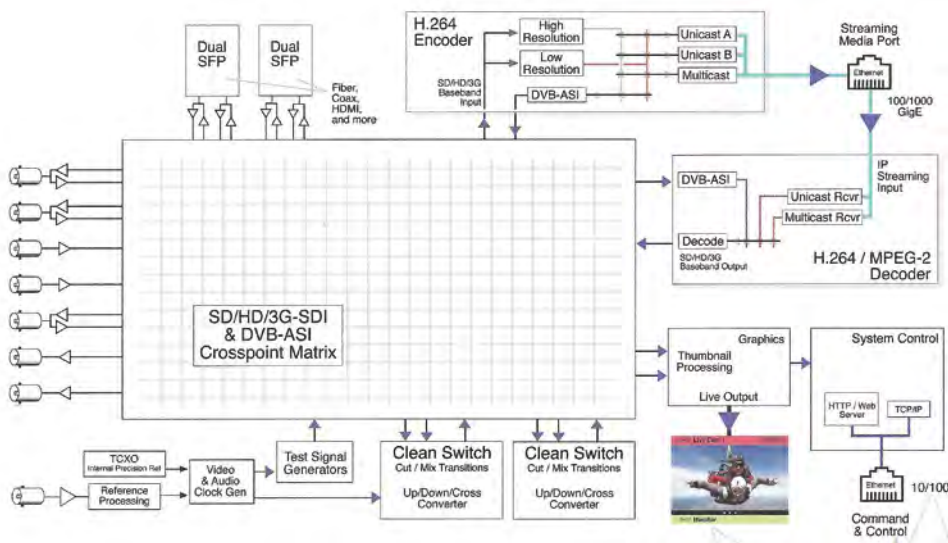 Dual
SFP
Dual
SFP
Fiber,
Coax,
HDMI,
and more
H.264
Encoder
High
Resolution
Low
Resolution
SD/HD/3G
Baseband
Input
DVB-ASI
Unicast A
Unicast B
Multicast
Streaming
Media Port
Ethernet
100/1000
GigE
IP
Streaming
Input
DVB-ASI
Unicast Rcvr
Multicast Rcvr
Decode
SD/HD/3G
Baseband Output
H.264 / MPEG-2
Decoder
SD/HD/3G-SDI
& DVB-ASI
Crosspoint Matrix
Graphics
Thumbnail
Processing
Live Output
System Control
HTTP / Web
Server
TCP/IP
Ethernet
10/100
Command
& Control
TCXO
Internal Precision Ref
Reference
Processing
Video
& Audio
Clock Gen
Test Signal
Generators
Clean Switch
Cut / Mix Transitions
Up/Down/Cross
Converter
Clean Switch
Cut / Mix Transitions
Up/Down/Cross
Converter